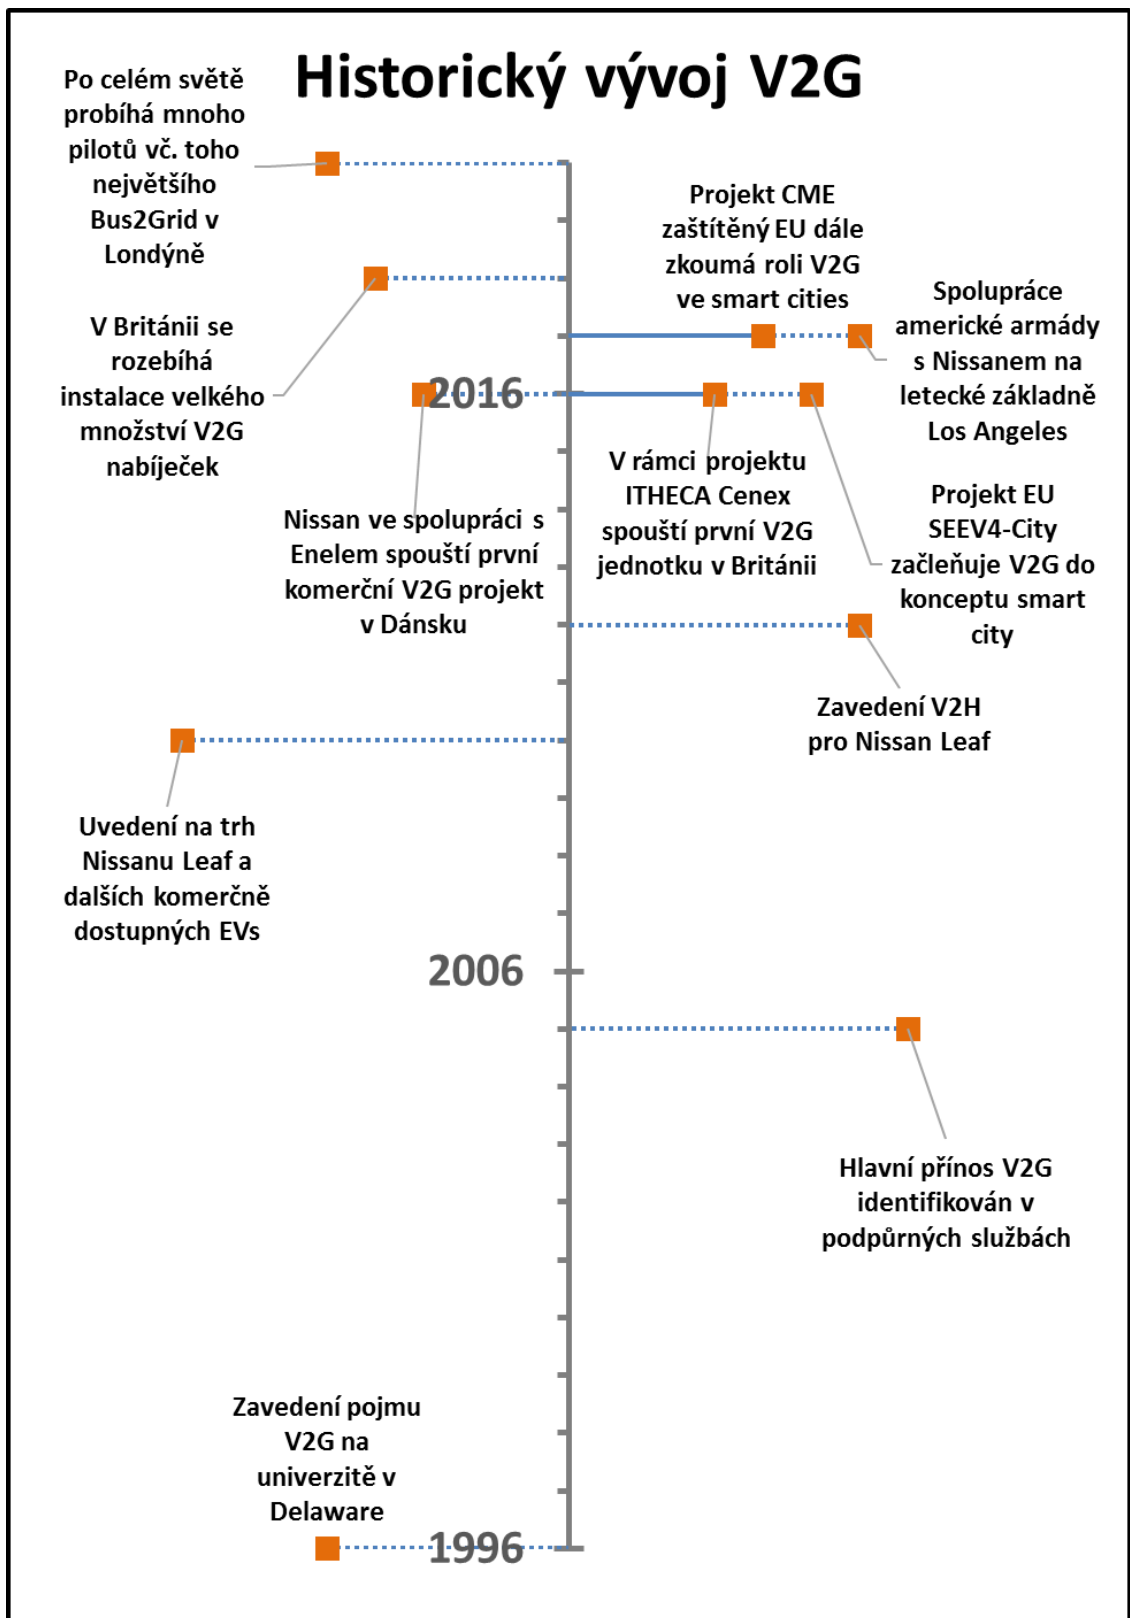 Historický vývoj V2G
Po celém světě
probíhá mnoho
pilotů vč. toho
největšího
Bus2Grid v
Londýně
Projekt CME
zaštítěný EU dále
zkoumá roli V2G
ve smart cities
Spolupráce
americké armády
s Nissanem na
letecké základně
Los Angeles
V Británii se
rozebíhá
instalace velkého
množství V2G
nabíječek
2016
Nissan ve spolupráci s
Enelem spouští první
komerční V2G projekt
v Dánsku
V rámci projektu
ITHECA Cenex
spouští první V2G
jednotku v Británii
Projekt EU
SEEV4-City
začleňuje V2G do
konceptu smart
city
Zavedení V2H
pro Nissan Leaf
Uvedení na trh
Nissanu Leaf a
dalších komerčně
dostupných EVs
2006
Hlavní přínos V2G
identifikován v
podpůrných službách
Zavedení pojmu
V2G na
univerzitě v
Delaware
1996